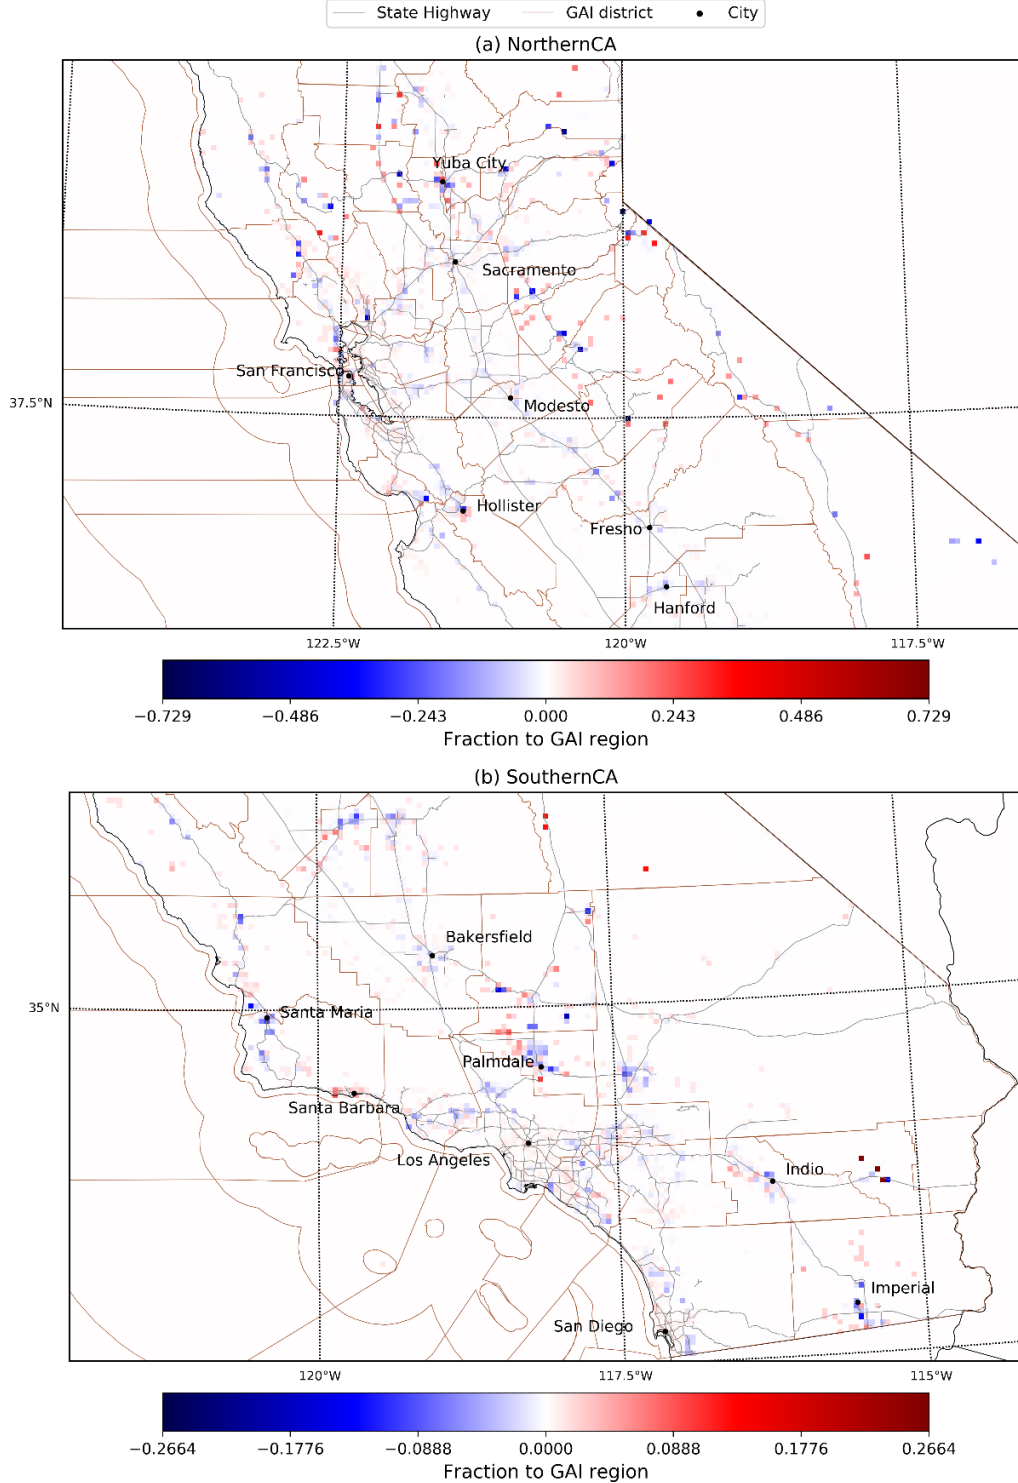 State Highway GAI district City
(a) NorthernCA
Yuba City
Sacramento
San Francisco
37.5°N
Modesto
Hollister
Fresno
Hanford
122.5°W 120°W 117.5°W
−0.729 −0.486 −0.243 0.000 0.243 0.486 0.729
Fraction to GAI region
(b) SouthernCA
Bakersfield
35°N
Santa Maria
Palmdale
Santa Barbara
Los Angeles
Indio
Imperial
San Diego
120°W 117.5°W 115°W
−0.2664 −0.1776 −0.0888 0.0000 0.0888 0.1776 0.2664
Fraction to GAI region